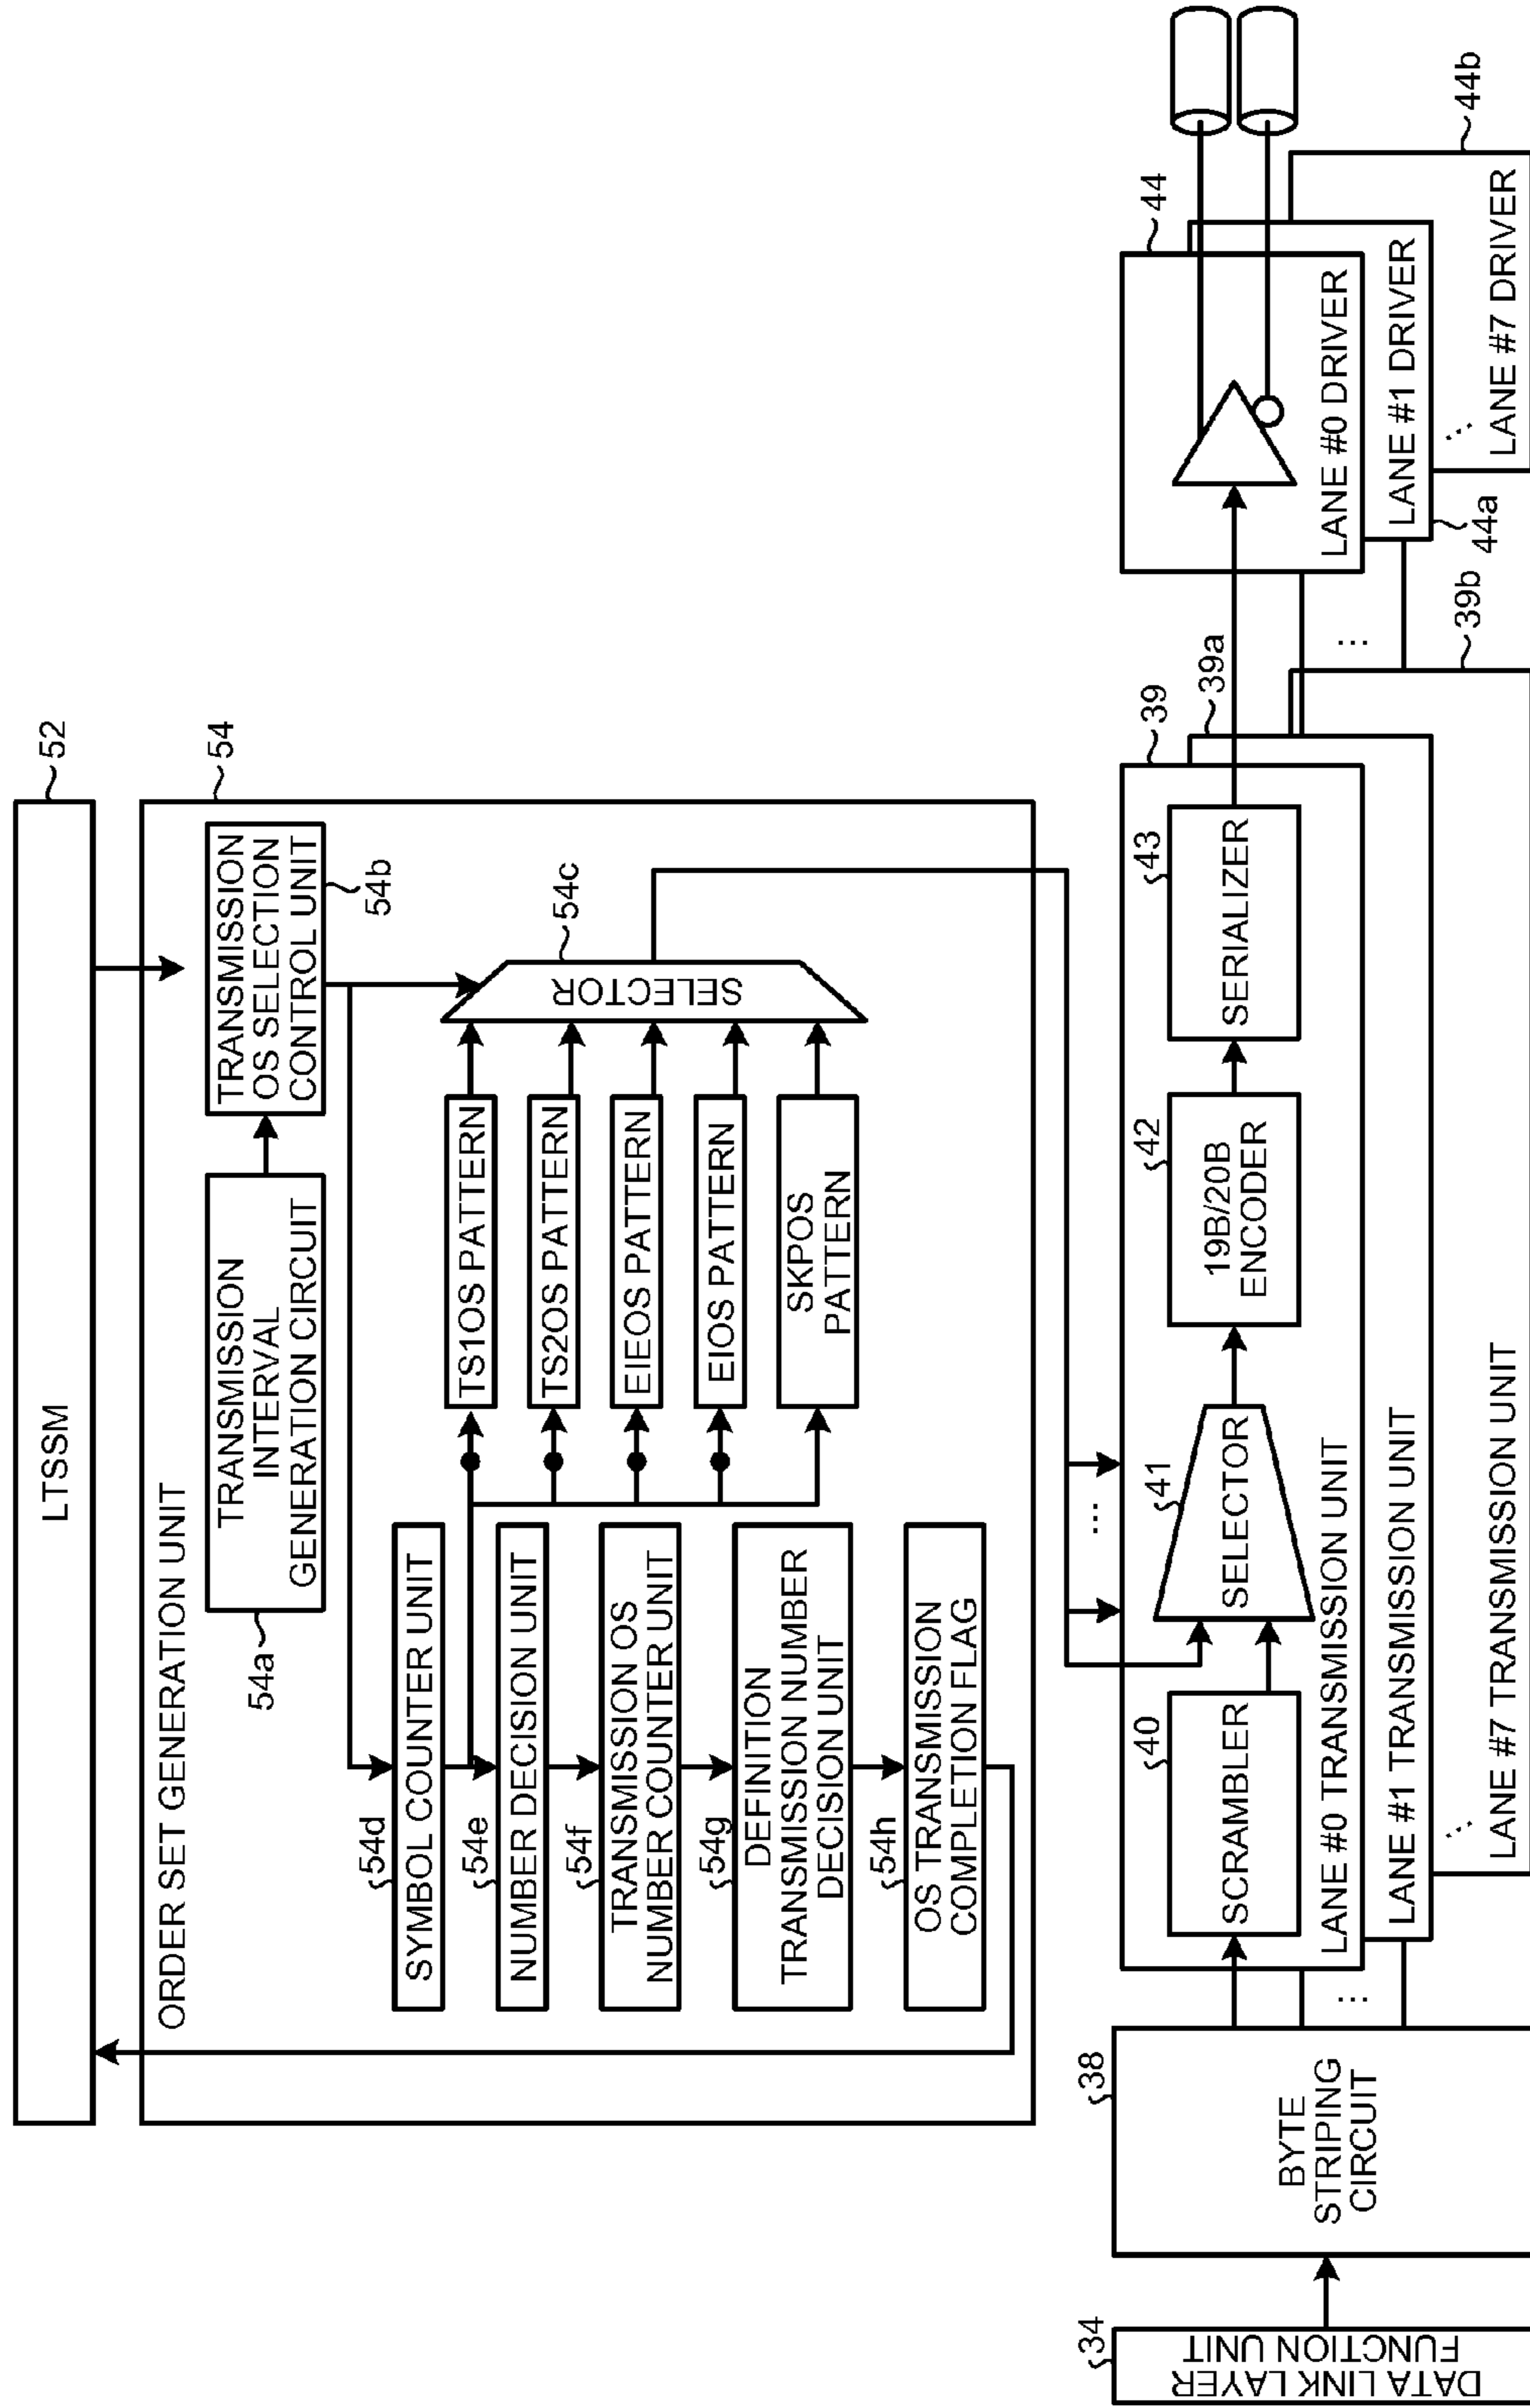 LTSSM
52
ORDER SET GENERATION UNIT
54
54a
TRANSMISSION
INTERVAL
GENERATION CIRCUIT
TRANSMISSION
OS SELECTION
CONTROL UNIT
54b
54d
SYMBOL COUNTER UNIT
54e
NUMBER DECISION UNIT
54f
TRANSMISSION OS
NUMBER COUNTER UNIT
54g
DEFINITION
TRANSMISSION NUMBER
DECISION UNIT
54h
OS TRANSMISSION
COMPLETION FLAG
TS1OS PATTERN
TS2OS PATTERN
EIEOS PATTERN
EIOS PATTERN
SKPOS
PATTERN
SELECTOR
54c
34
DATA LINK LAYER
FUNCTION UNIT
38
BYTE
STRIPING
CIRCUIT
...
40
SCRAMBLER
41
SELECTOR
...
42
19B/20B
ENCODER
43
SERIALIZER
39
39a
39b
LANE #0 TRANSMISSION UNIT
LANE #1 TRANSMISSION UNIT
...
LANE #7 TRANSMISSION UNIT
...
44
LANE #0 DRIVER
44a
LANE #1 DRIVER
...
44b
LANE #7 DRIVER